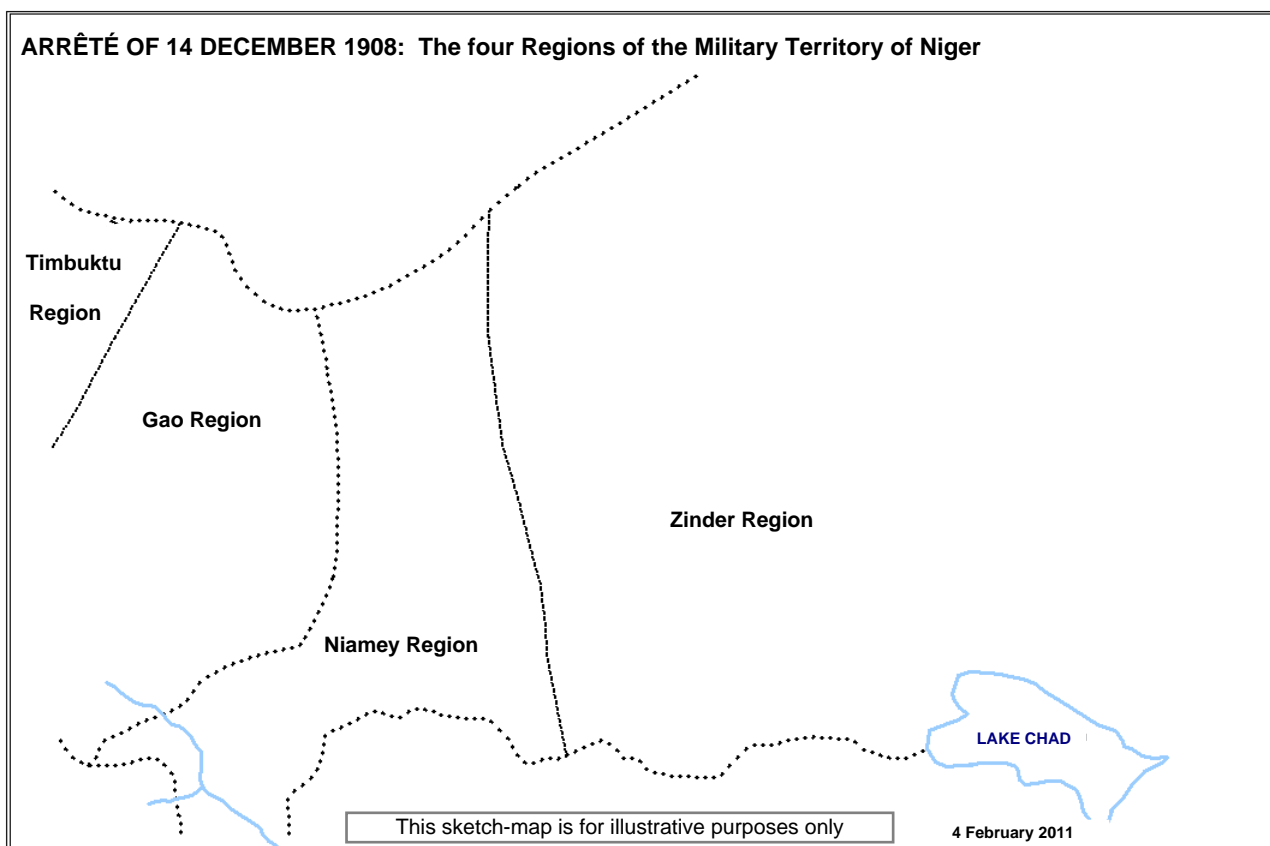 ARRÊTÉ OF 14 DECEMBER 1908: The four Regions of the Military Territory of Niger
Timbuktu
Region
Gao Region
Zinder Region
Niamey Region
LAKE CHAD
This sketch-map is for illustrative purposes only
4 February 2011